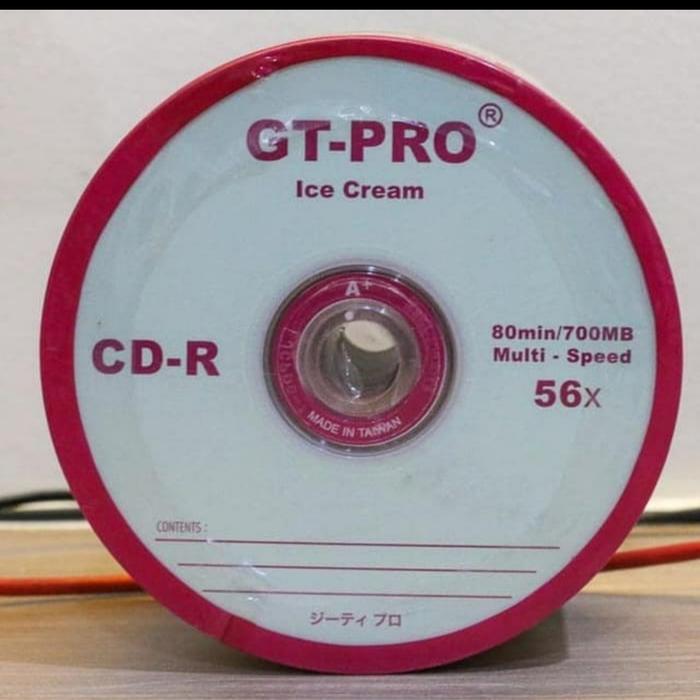 GT-PRO®
Ice Cream
A+
CD-R
80min/700MB
Multi - Speed
56x
MADE IN TAIWAN
CONTENTS :
ジーティ プロ